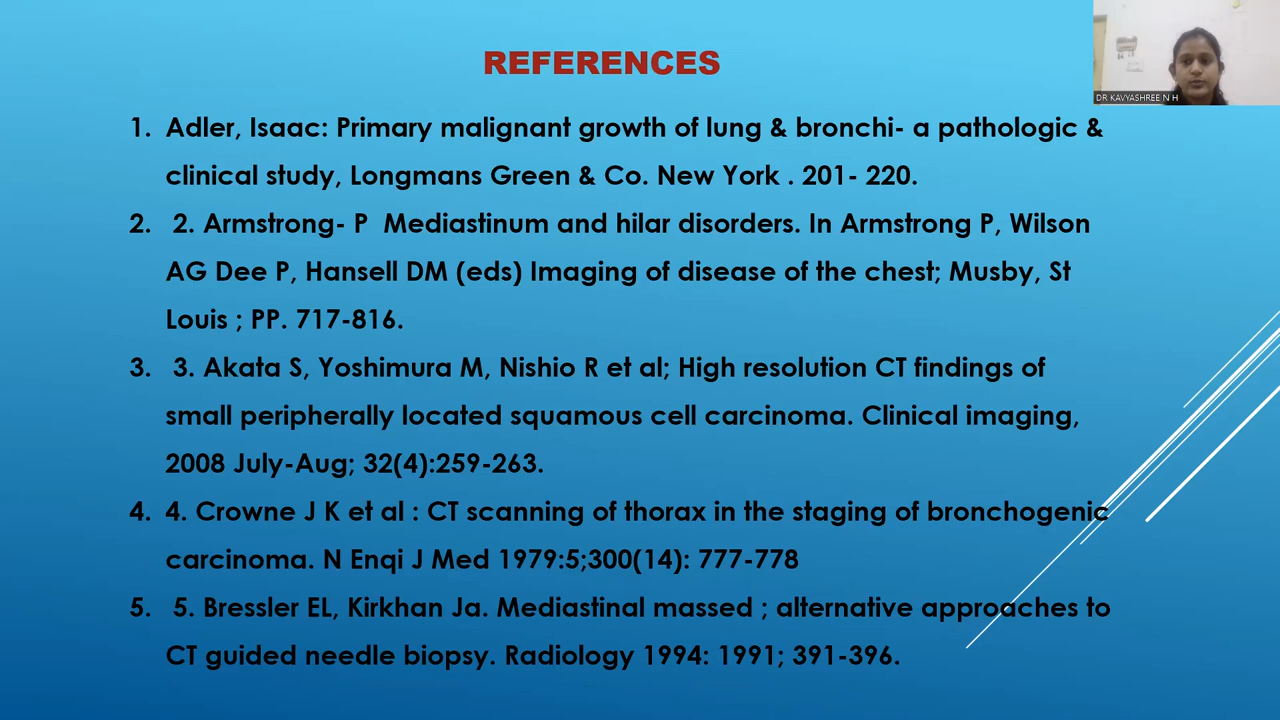 REFERENCES
DR KAVYASHREE N H
1. Adler, Isaac: Primary malignant growth of lung & bronchi- a pathologic &
clinical study, Longmans Green & Co. New York . 201- 220.
2. 2. Armstrong- P Mediastinum and hilar disorders. In Armstrong P, Wilson
AG Dee P, Hansell DM (eds) Imaging of disease of the chest; Musby, St
Louis ; PP. 717-816.
3. 3. Akata S, Yoshimura M, Nishio R et al; High resolution CT findings of
small peripherally located squamous cell carcinoma. Clinical imaging,
2008 July-Aug; 32(4):259-263.
4. 4. Crowne J K et al : CT scanning of thorax in the staging of bronchogenic
carcinoma. N Enqi J Med 1979:5;300(14): 777-778
5. 5. Bressler EL, Kirkhan Ja. Mediastinal massed ; alternative approaches to
CT guided needle biopsy. Radiology 1994: 1991; 391-396.